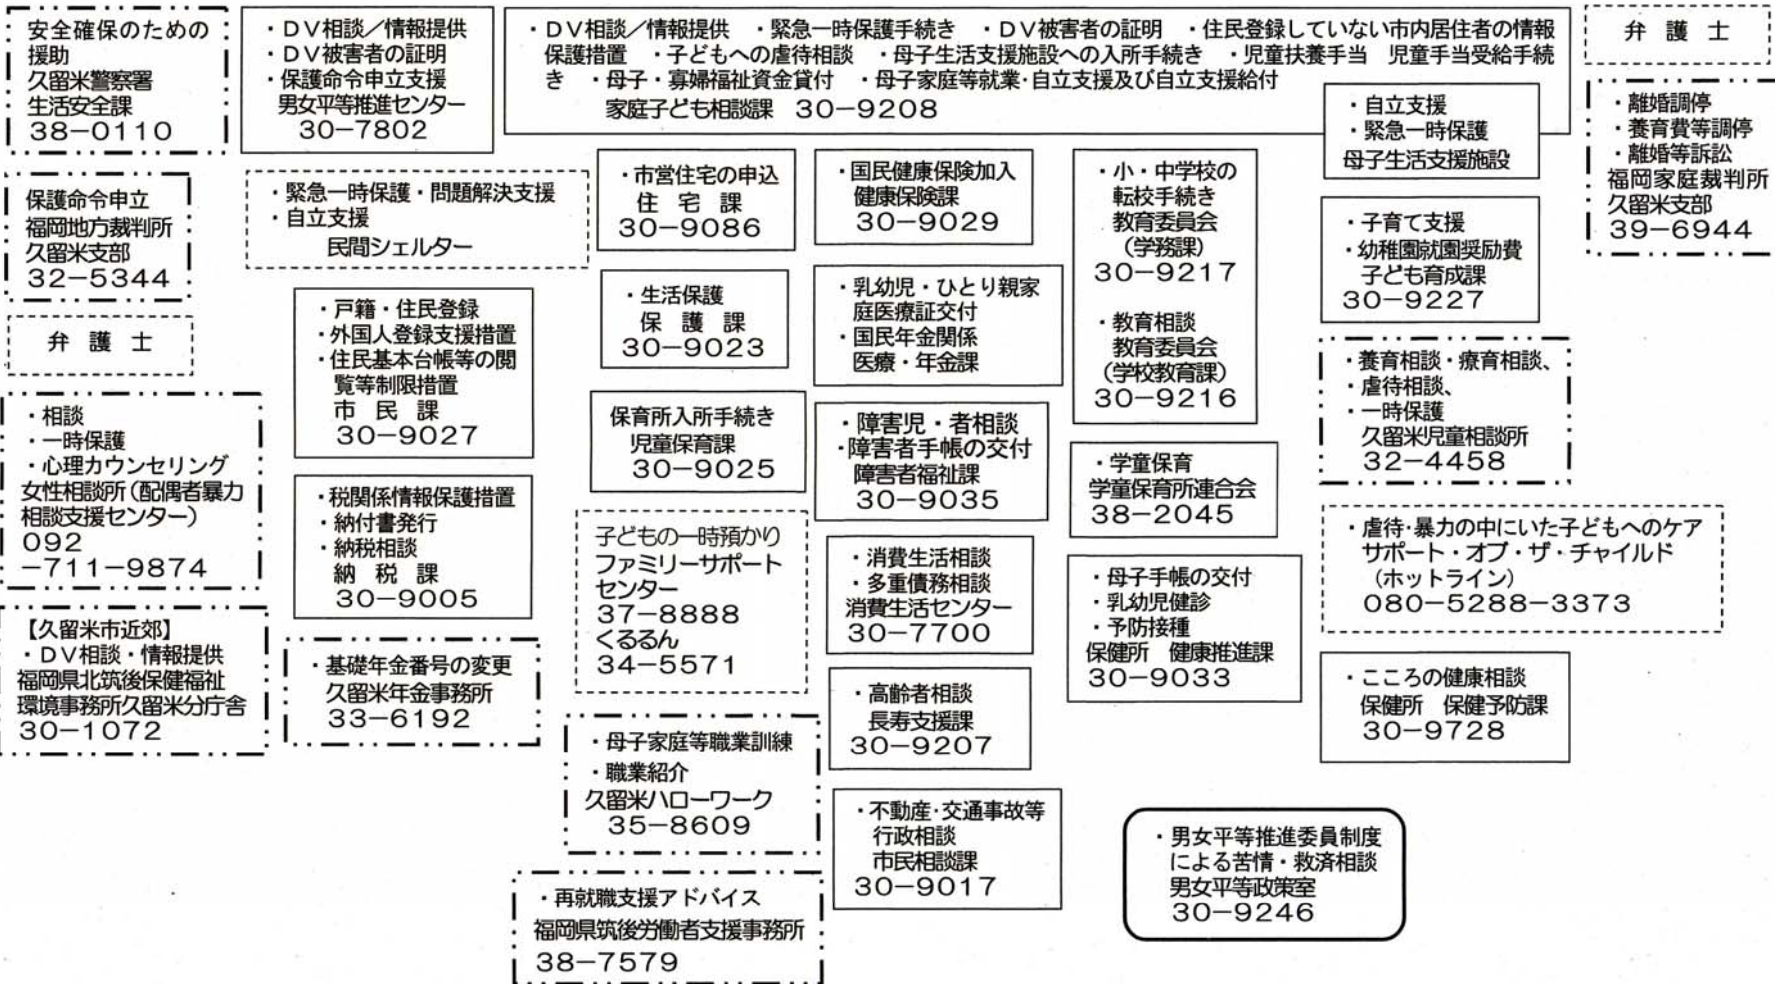 安全確保のための
援助
久留米警察署
生活安全課
38－0110
・ＤＶ相談／情報提供
・ＤＶ被害者の証明
・保護命令申立支援
男女平等推進センター
30－7802
・ＤＶ相談／情報提供　・緊急一時保護手続き　・ＤＶ被害者の証明　・住民登録していない市内居住者の情報
保護措置　・子どもへの虐待相談　・母子生活支援施設への入所手続き　・児童扶養手当　児童手当受給手続
き　・母子・寡婦福祉資金貸付　・母子家庭等就業・自立支援及び自立支援給付
家庭子ども相談課　30－9208
・自立支援
・緊急一時保護
母子生活支援施設
弁　護　士
・離婚調停
・養育費等調停
・離婚等訴訟
福岡家庭裁判所
久留米支部
39－6944
保護命令申立
福岡地方裁判所
久留米支部
32－5344
弁　護　士
・相談
・一時保護
・心理カウンセリング
女性相談所（配偶者暴力
相談支援センター）
092
－711－9874
【久留米市近郊】
・ＤＶ相談・情報提供
福岡県北筑後保健福祉
環境事務所久留米分庁舎
30－1072
・緊急一時保護・問題解決支援
・自立支援
民間シェルター
・戸籍・住民登録
・外国人登録支援措置
・住民基本台帳等の閲
覧等制限措置
市　民　課
30－9027
・税関係情報保護措置
・納付書発行
・納税相談
納　税　課
30－9005
・基礎年金番号の変更
久留米年金事務所
33－6192
・市営住宅の申込
住　宅　課
30－9086
・生活保護
保　護　課
30－9023
保育所入所手続き
児童保育課
30－9025
子どもの一時預かり
ファミリーサポート
センター
37－8888
くるるん
34－5571
・母子家庭等職業訓練
・職業紹介
久留米ハローワーク
35－8609
・再就職支援アドバイス
福岡県筑後労働者支援事務所
38－7579
・国民健康保険加入
健康保険課
30－9029
・乳幼児・ひとり親家
庭医療証交付
・国民年金関係
医療・年金課
・障害児・者相談
・障害者手帳の交付
障害者福祉課
30－9035
・消費生活相談
・多重債務相談
消費生活センター
30－7700
・高齢者相談
長寿支援課
30－9207
・不動産・交通事故等
行政相談
市民相談課
30－9017
・小・中学校の
転校手続き
教育委員会
（学務課）
30－9217
・教育相談
教育委員会
（学校教育課）
30－9216
・学童保育
学童保育所連合会
38－2045
・母子手帳の交付
・乳幼児健診
・予防接種
保健所　健康推進課
30－9033
・子育て支援
・幼稚園就園奨励費
子ども育成課
30－9227
・養育相談・療育相談、
・虐待相談、
・一時保護
久留米児童相談所
32－4458
・虐待・暴力の中にいた子どもへのケア
サポート・オブ・ザ・チャイルド
（ホットライン）
080－5288－3373
・こころの健康相談
保健所　保健予防課
30－9728
・男女平等推進委員制度
による苦情・救済相談
男女平等政策室
30－9246